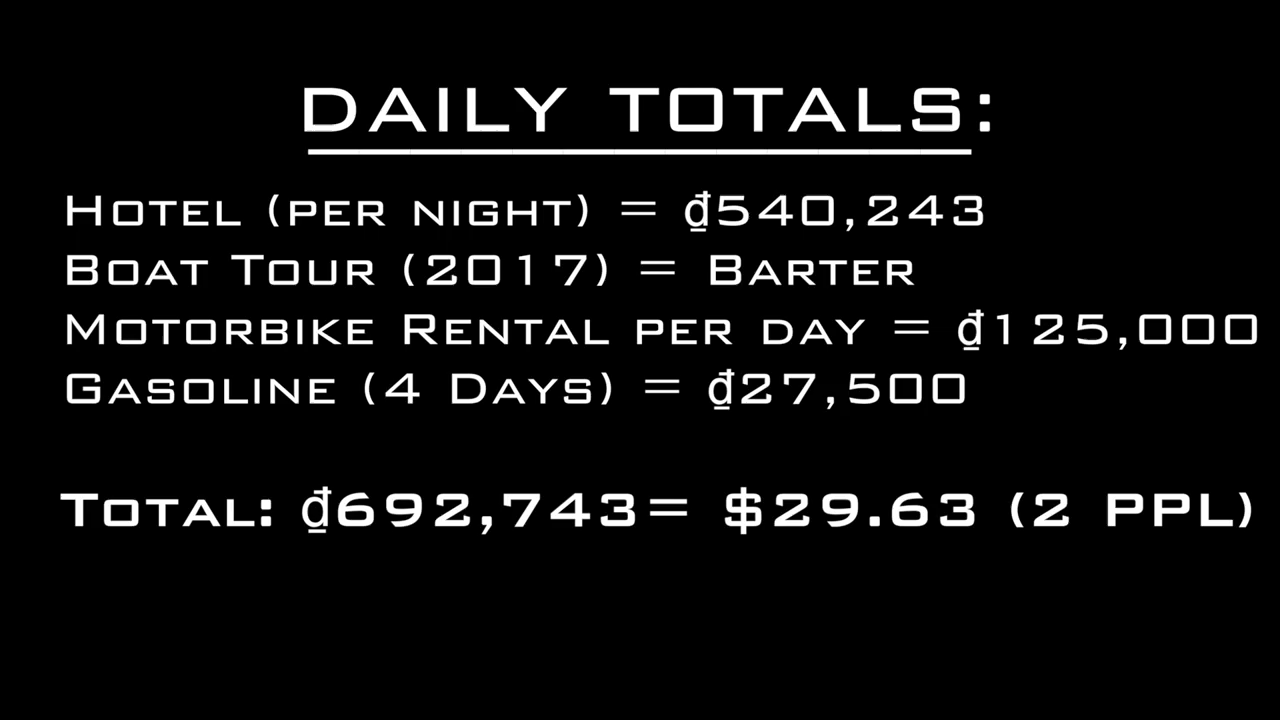 DAILY TOTALS:
HOTEL (PER NIGHT) = ₫540,243
BOAT TOUR (2017) = BARTER
MOTORBIKE RENTAL PER DAY = ₫125,000
GASOLINE (4 DAYS) = ₫27,500
TOTAL: ₫692,743= $29.63 (2 PPL)